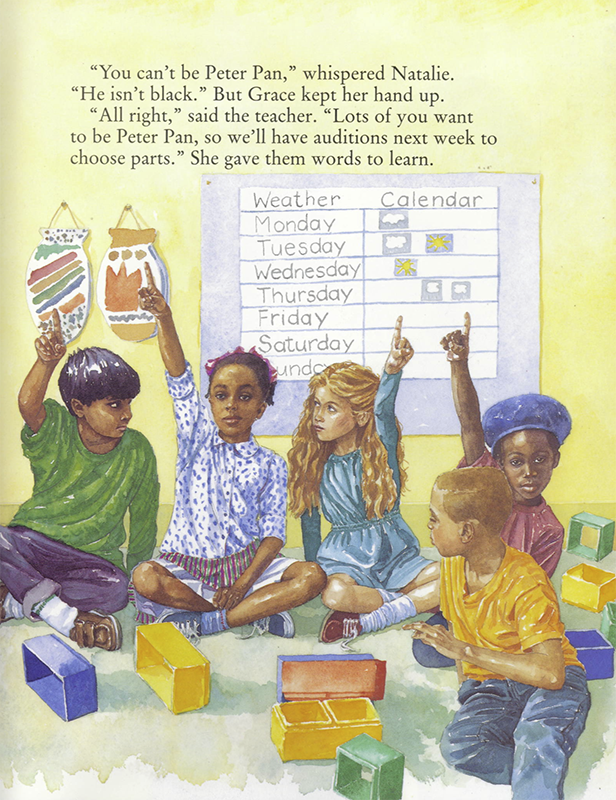 “You can’t be Peter Pan,” whispered Natalie.
“He isn’t black.” But Grace kept her hand up.
“All right,” said the teacher. “Lots of you want
to be Peter Pan, so we’ll have auditions next week to
choose parts.” She gave them words to learn.
Weather Calendar
Monday
Tuesday
Wednesday
Thursday
Friday
Saturday